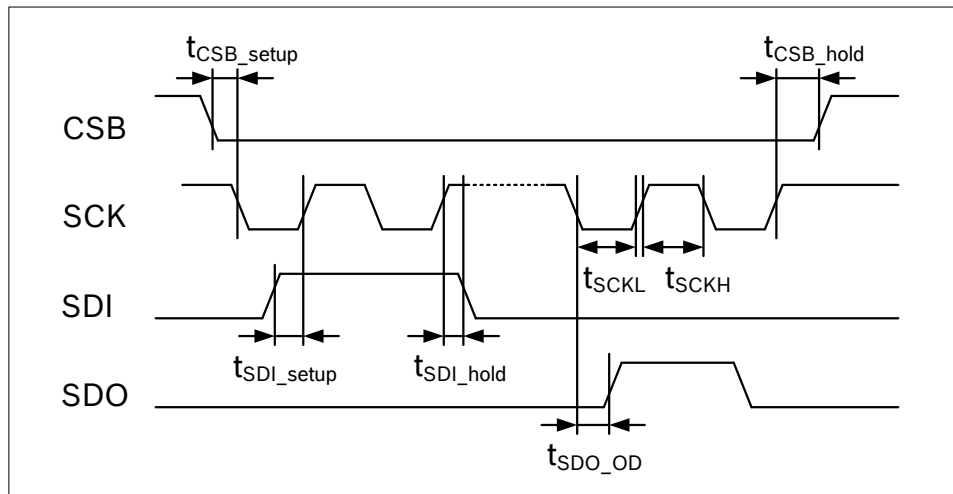 tCSB_setup
tCSB_hold
CSB
SCK
tSCKL
tSCKH
SDI
tSDI_setup
tSDI_hold
SDO
tSDO_OD